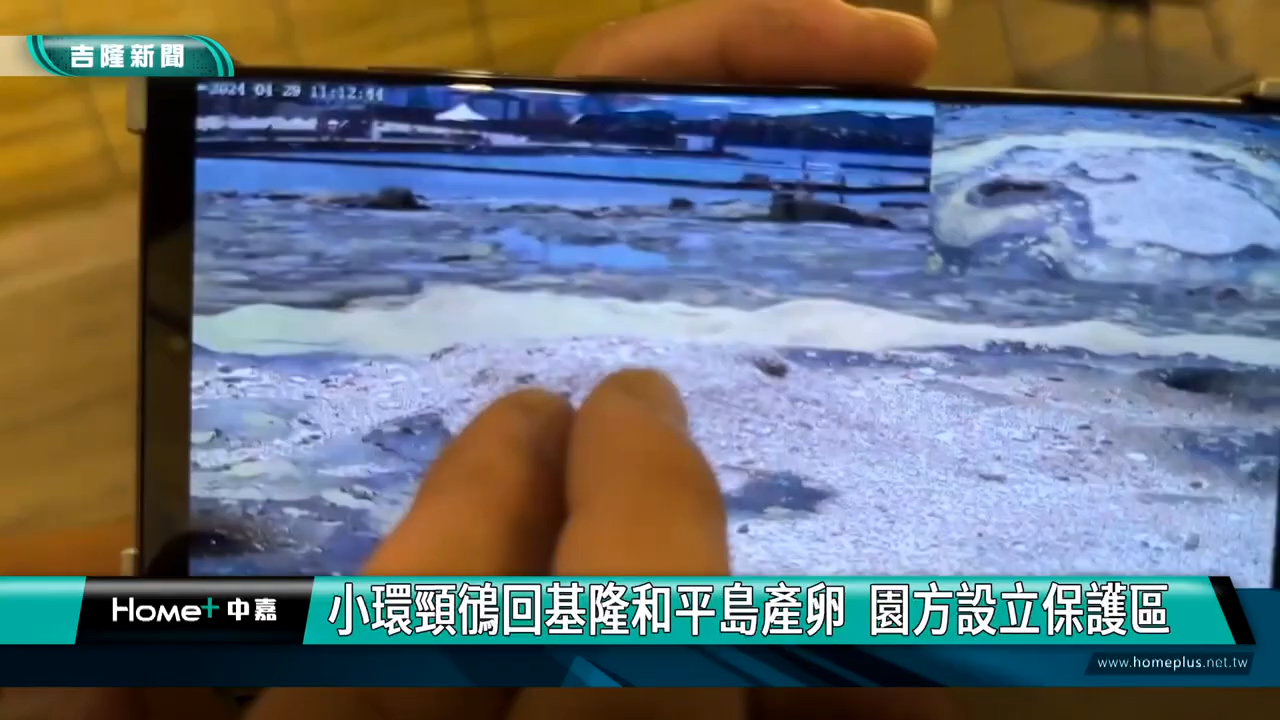 吉隆新聞
2024 01 29 11:12:44
Home+ 中嘉
小環頸鴴回基隆和平島產卵 園方設立保護區
www.homeplus.net.tw